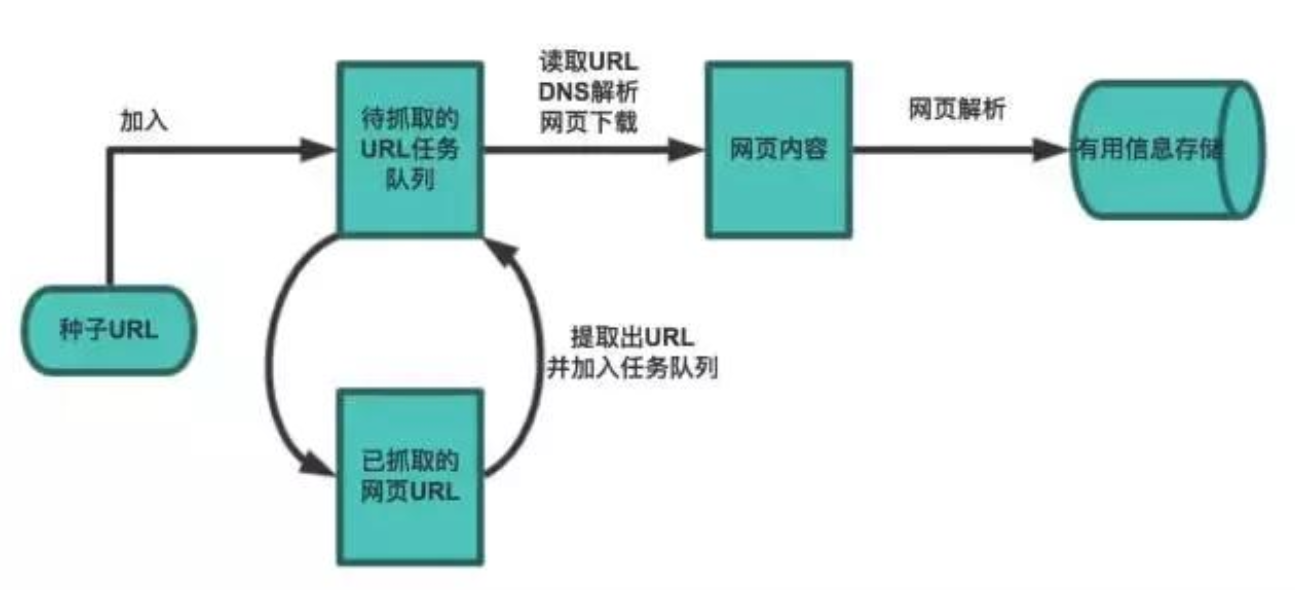 加入
待抓取的
URL任务
队列
读取URL
DNS解析
网页下载
网页内容
网页解析
有用信息存储
种子URL
提取出URL
并加入任务队列
已抓取的
网页URL